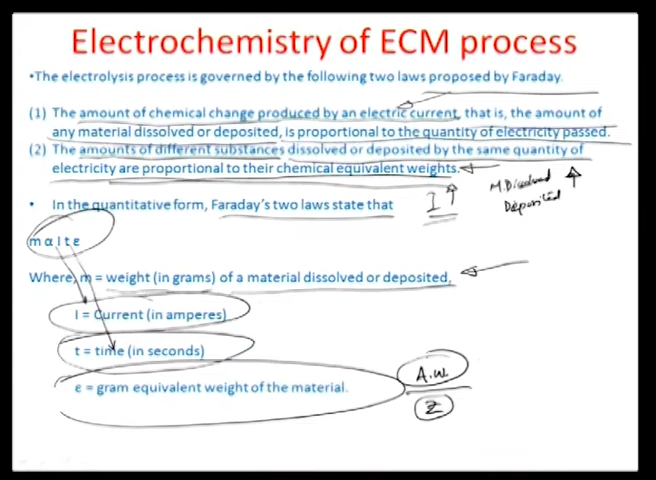 Electrochemistry of ECM process
•The electrolysis process is governed by the following two laws proposed by Faraday.
(1) The amount of chemical change produced by an electric current, that is, the amount of
any material dissolved or deposited, is proportional to the quantity of electricity passed.
(2) The amounts of different substances dissolved or deposited by the same quantity of
electricity are proportional to their chemical equivalent weights.
I ↑ M. Dissolved ↑
Deposited
• In the quantitative form, Faraday's two laws state that
m α I t ε
Where, m = weight (in grams) of a material dissolved or deposited,
I = Current (in amperes)
t = time (in seconds)
ε = gram equivalent weight of the material.
A.W
Z